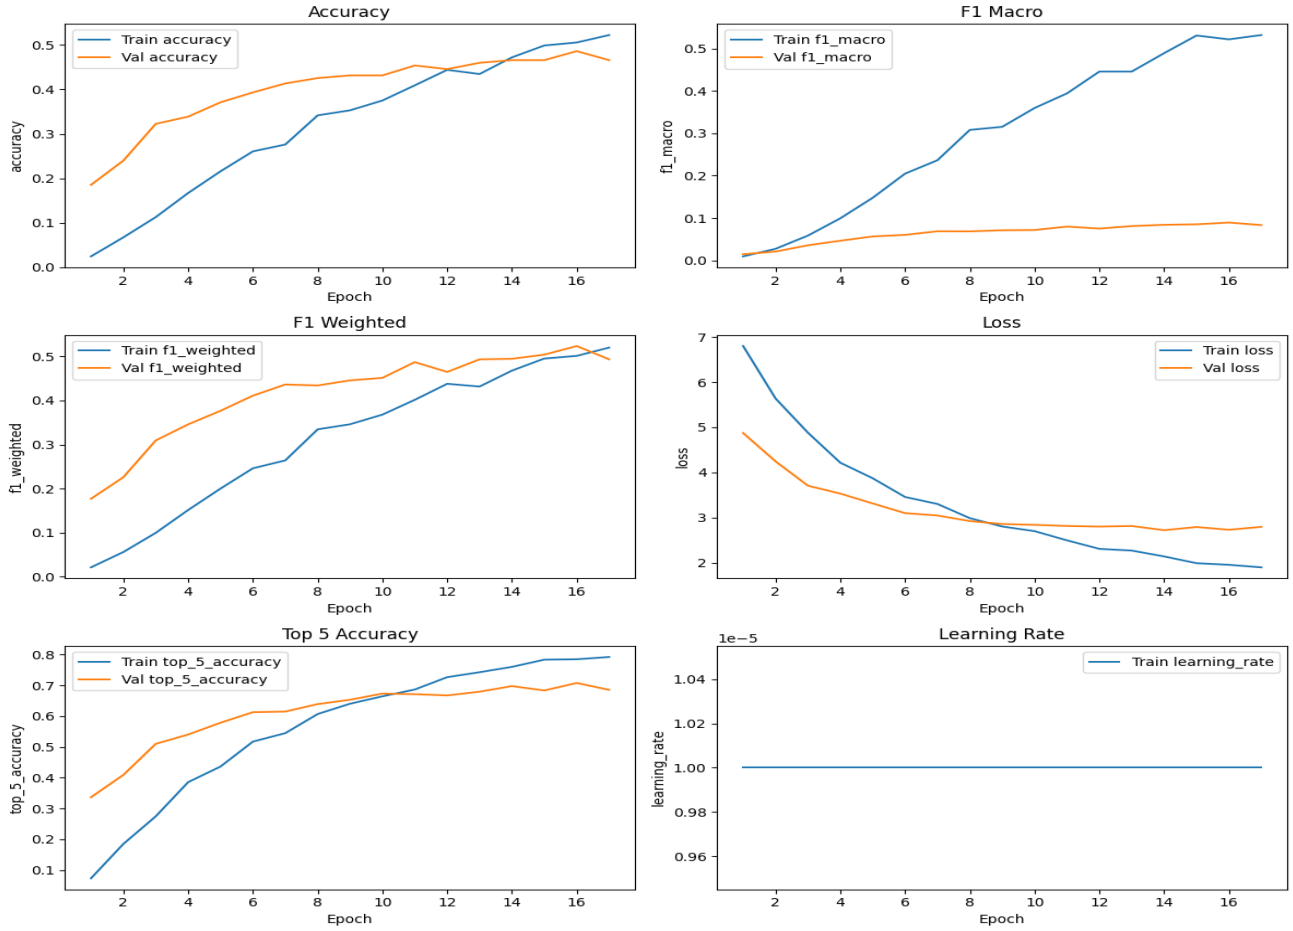 Accuracy
Train accuracy
Val accuracy
0.5
0.4
0.3
0.2
0.1
0.0
accuracy
2 4 6 8 10 12 14 16
Epoch
F1 Macro
Train f1_macro
Val f1_macro
0.5
0.4
0.3
0.2
0.1
0.0
f1_macro
2 4 6 8 10 12 14 16
Epoch
F1 Weighted
Train f1_weighted
Val f1_weighted
0.5
0.4
0.3
0.2
0.1
0.0
f1_weighted
2 4 6 8 10 12 14 16
Epoch
Loss
Train loss
Val loss
7
6
5
4
3
2
loss
2 4 6 8 10 12 14 16
Epoch
Top 5 Accuracy
Train top_5_accuracy
Val top_5_accuracy
0.8
0.7
0.6
0.5
0.4
0.3
0.2
0.1
top_5_accuracy
2 4 6 8 10 12 14 16
Epoch
Learning Rate
1e−5
Train learning_rate
1.04
1.02
1.00
0.98
0.96
learning_rate
2 4 6 8 10 12 14 16
Epoch